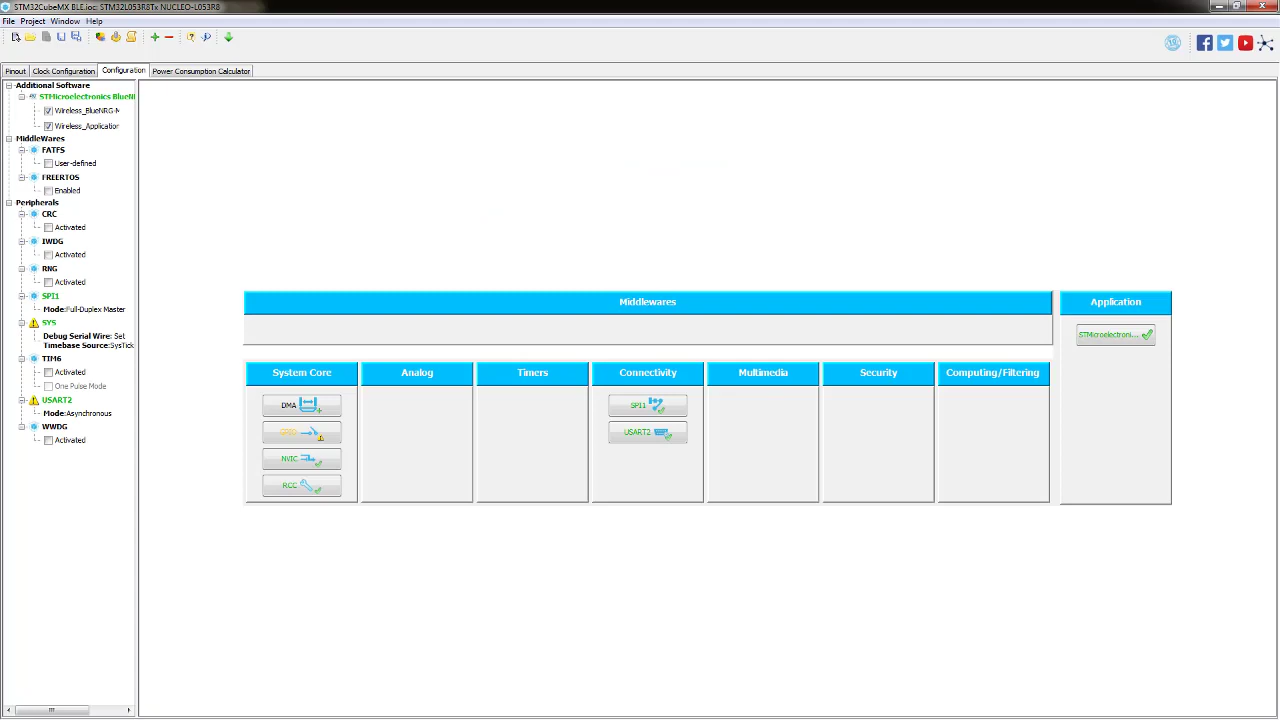 STM32CubeMX BLE.ioc: STM32L053R8Tx NUCLEO-L053R8
File Project Window Help
Pinout Clock Configuration Configuration Power Consumption Calculator
Additional Software
STMicroelectronics BlueN
Wireless_BlueNRG-M
Wireless_Application
MiddleWares
FATFS
User-defined
FREERTOS
Enabled
Peripherals
CRC
Activated
IWDG
Activated
RNG
Activated
SPI1
Mode:Full-Duplex Master
SYS
Debug Serial Wire: Set
Timebase Source:SysTick
TIM6
Activated
One Pulse Mode
USART2
Mode:Asynchronous
WWDG
Activated
Middlewares
Application
STMicroelectroni...
System Core Analog Timers Connectivity Multimedia Security Computing/Filtering
DMA SPI1
GPIO USART2
NVIC
RCC